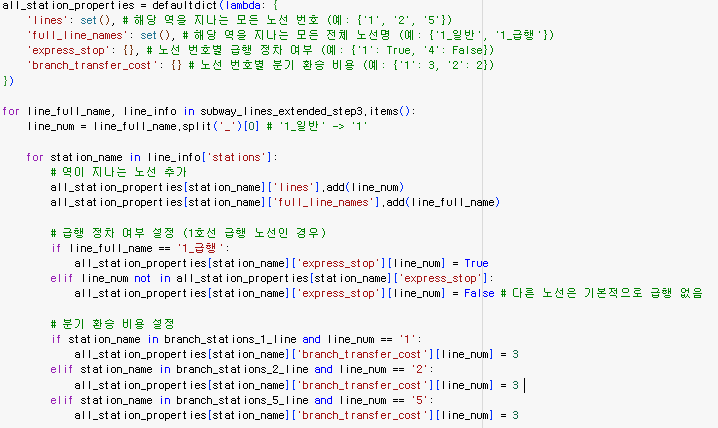 all_station_properties = defaultdict(lambda: {
    'lines': set(), # 해당 역을 지나는 모든 노선 번호 (예: {'1', '2', '5'})
    'full_line_names': set(), # 해당 역을 지나는 모든 전체 노선명 (예: {'1_일반', '1_급행'})
    'express_stop': {}, # 노선 번호별 급행 정차 여부 (예: {'1': True, '4': False})
    'branch_transfer_cost': {} # 노선 번호별 분기 환승 비용 (예: {'1': 3, '2': 2})
})
for line_full_name, line_info in subway_lines_extended_step3.items():
    line_num = line_full_name.split('_')[0] # '1_일반' -> '1'
    for station_name in line_info['stations']:
        # 역이 지나는 노선 추가
        all_station_properties[station_name]['lines'].add(line_num)
        all_station_properties[station_name]['full_line_names'].add(line_full_name)
        # 급행 정차 여부 설정 (1호선 급행 노선인 경우)
        if line_full_name == '1_급행':
            all_station_properties[station_name]['express_stop'][line_num] = True
        elif line_num not in all_station_properties[station_name]['express_stop']:
            all_station_properties[station_name]['express_stop'][line_num] = False # 다른 노선은 기본적으로 급행 없음
        # 분기 환승 비용 설정
        if station_name in branch_stations_1_line and line_num == '1':
            all_station_properties[station_name]['branch_transfer_cost'][line_num] = 3
        elif station_name in branch_stations_2_line and line_num == '2':
            all_station_properties[station_name]['branch_transfer_cost'][line_num] = 3
        elif station_name in branch_stations_5_line and line_num == '5':
            all_station_properties[station_name]['branch_transfer_cost'][line_num] = 3